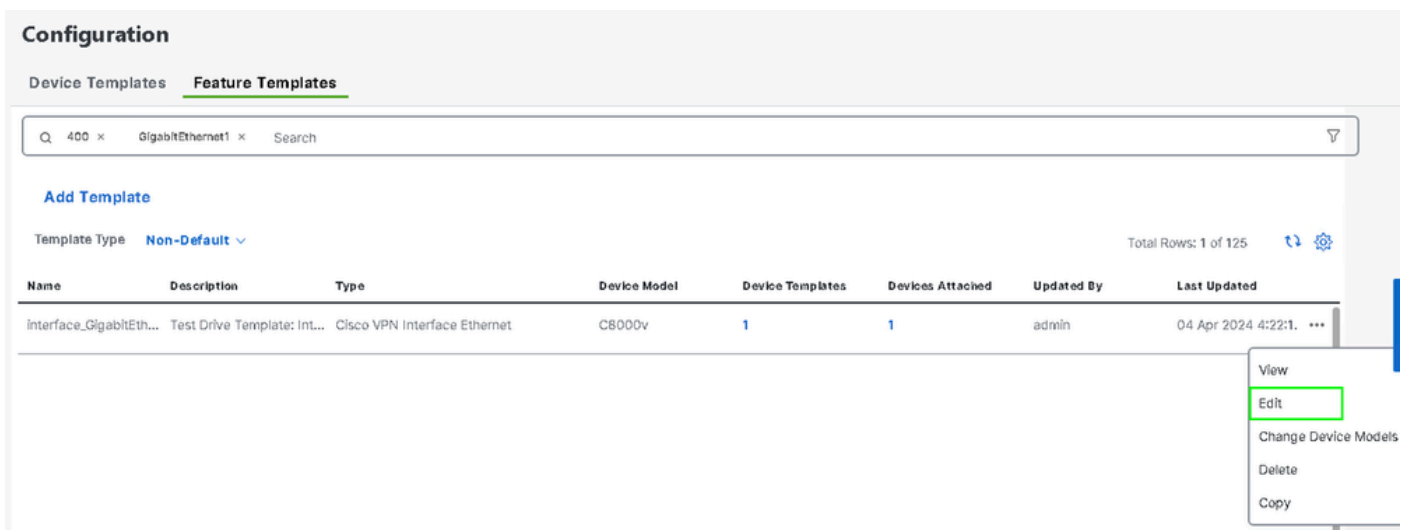 Configuration
Device Templates Feature Templates
400 × GigabitEthernet1 × Search
Add Template
Template Type Non-Default
Total Rows: 1 of 125
Name Description Type Device Model Device Templates Devices Attached Updated By Last Updated
interface_GigabitEth... Test Drive Template: Int... Cisco VPN Interface Ethernet C8000v 1 1 admin 04 Apr 2024 4:22:1. ...
View
Edit
Change Device Models
Delete
Copy